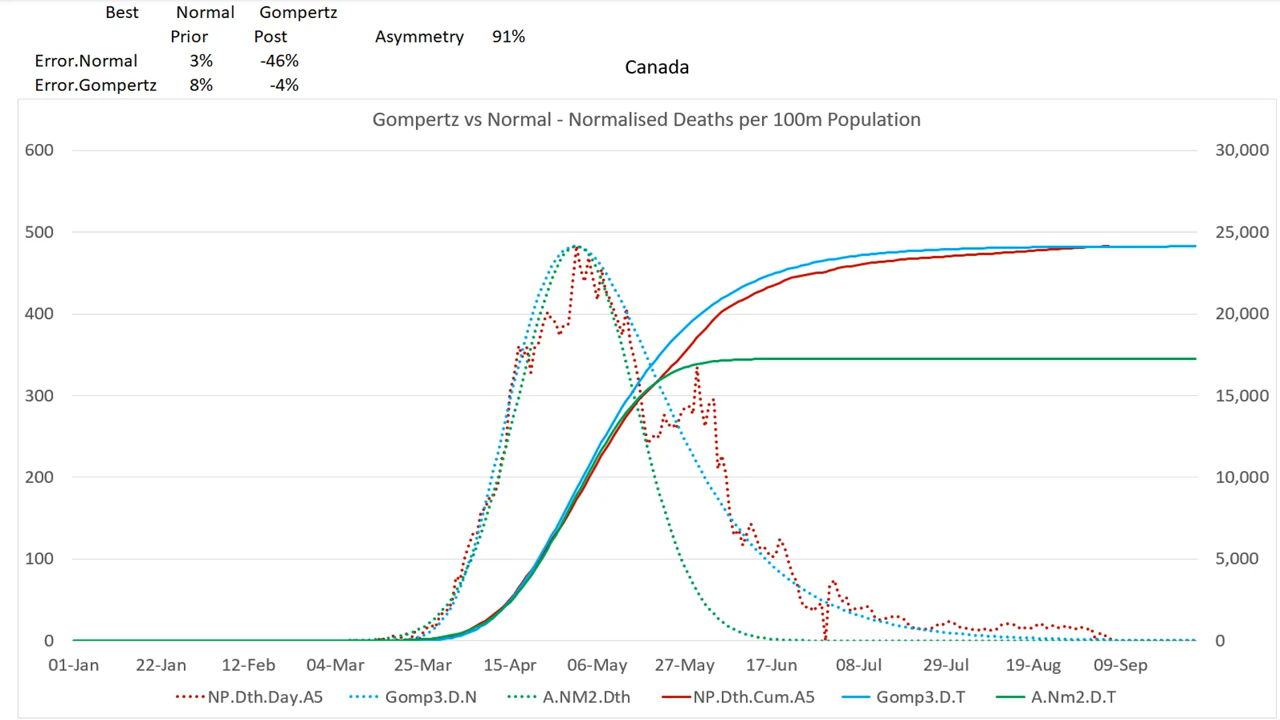 Best Normal Gompertz
Prior Post Asymmetry 91%
Error.Normal 3% -46%
Canada
Error.Gompertz 8% -4%
Gompertz vs Normal - Normalised Deaths per 100m Population
600 30,000
500 25,000
400 20,000
300 15,000
200 10,000
100 5,000
0 0
01-Jan 22-Jan 12-Feb 04-Mar 25-Mar 15-Apr 06-May 27-May 17-Jun 08-Jul 29-Jul 19-Aug 09-Sep
NP.Dth.Day.A5 Gomp3.D.N A.NM2.Dth NP.Dth.Cum.A5 Gomp3.D.T A.Nm2.D.T